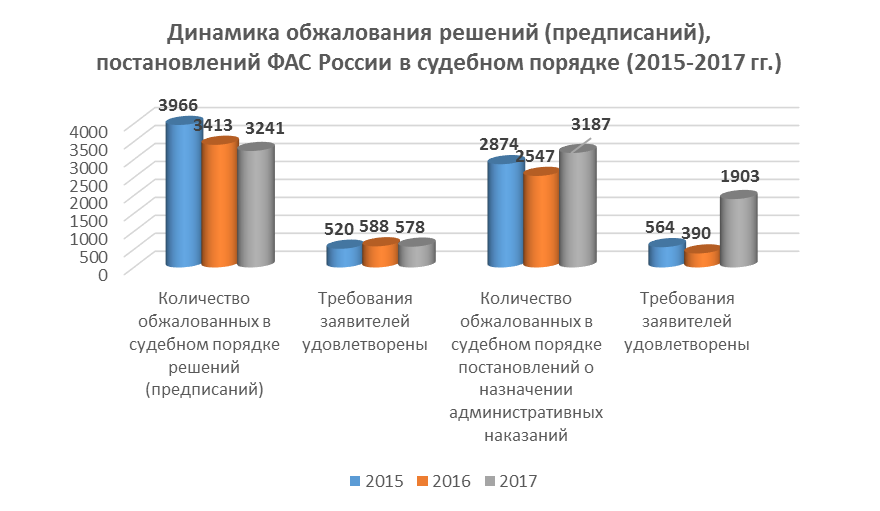 Динамика обжалования решений (предписаний),
постановлений ФАС России в судебном порядке (2015-2017 гг.)
4000
3500
3000
2500
2000
1500
1000
500
0
3966
3413
3241
520
588
578
2874
2547
3187
564
390
1903
Количество
обжалованных в
судебном порядке
решений
(предписаний)
Требования
заявителей
удовлетворены
Количество
обжалованных в
судебном порядке
постановлений о
назначении
административных
наказаний
Требования
заявителей
удовлетворены
2015
2016
2017